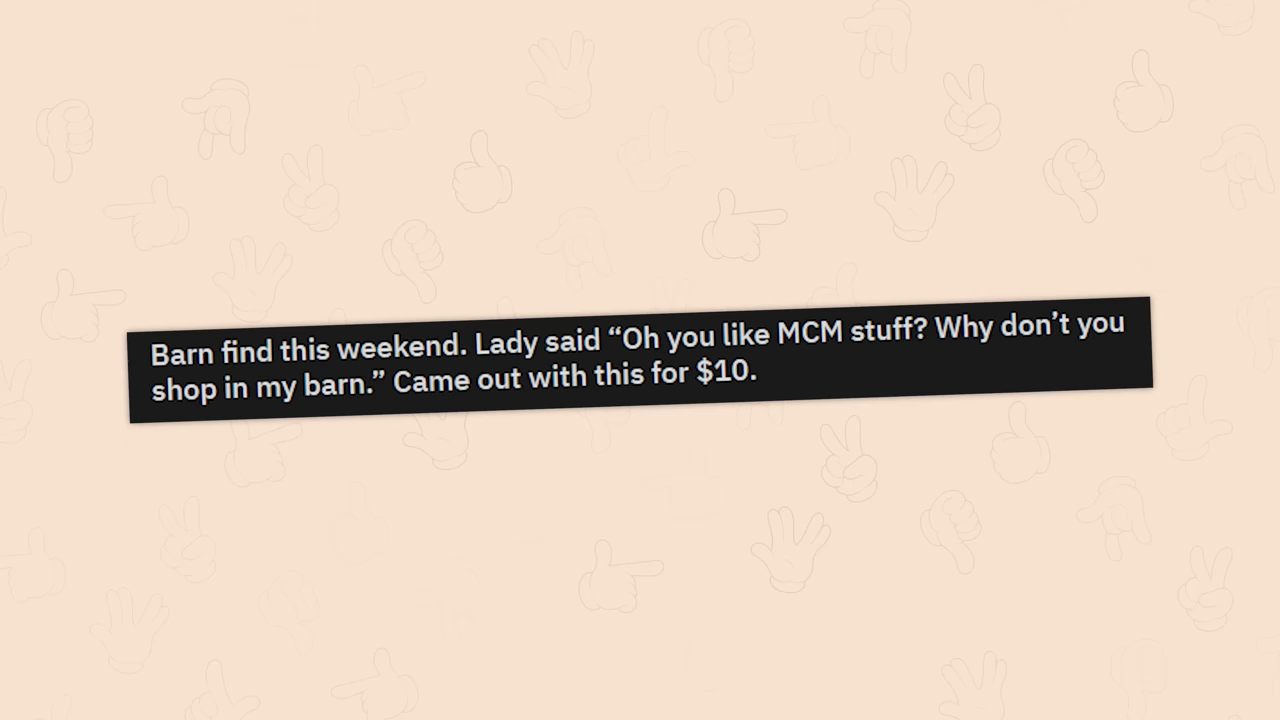 Barn find this weekend. Lady said “Oh you like MCM stuff? Why don’t you
shop in my barn.” Came out with this for $10.